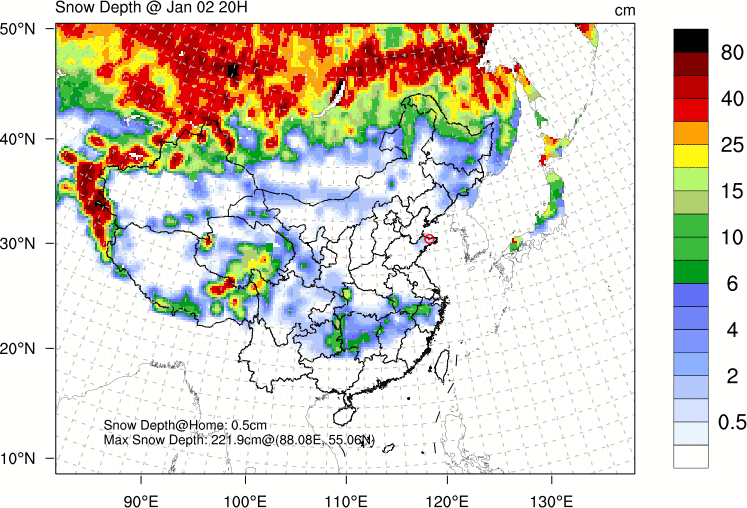 Snow Depth @ Jan 02 20H
cm
50°N
40°N
30°N
20°N
10°N
90°E 100°E 110°E 120°E 130°E
80
40
25
15
10
6
4
2
0.5
Snow Depth@Home: 0.5cm
Max Snow Depth: 221.9cm@(88.08E, 55.06N)